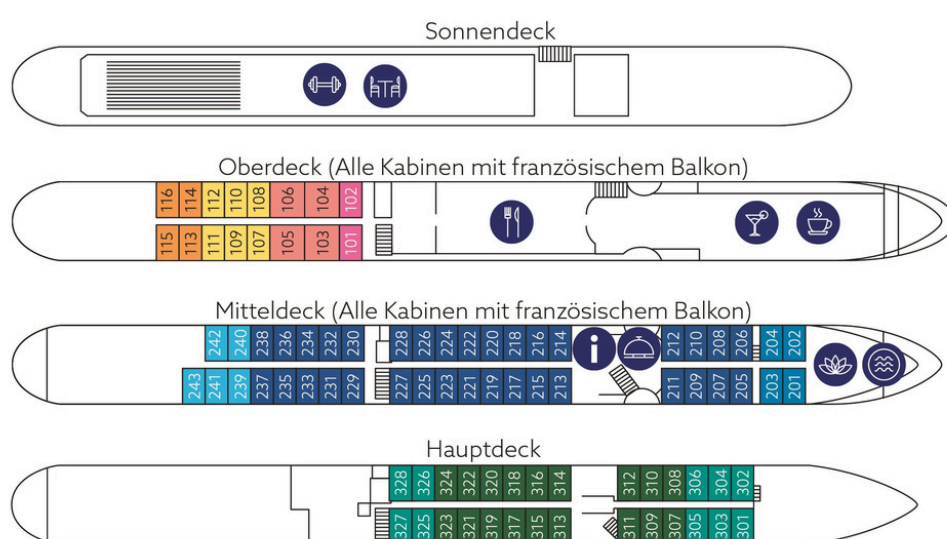 Sonnendeck
Oberdeck (Alle Kabinen mit französischem Balkon)
116 114 112 110 108 106 104 102
115 113 111 109 107 105 103 101
Mitteldeck (Alle Kabinen mit französischem Balkon)
242 240 238 236 234 232 230 228 226 224 222 220 218 216 214 i 212 210 208 206 204 202
243 241 239 237 235 233 231 229 227 225 223 221 219 217 215 213 211 209 207 205 203 201
Hauptdeck
328 326 324 322 320 318 316 314 312 310 308 306 304 302
327 325 323 321 319 317 315 313 311 309 307 305 303 301